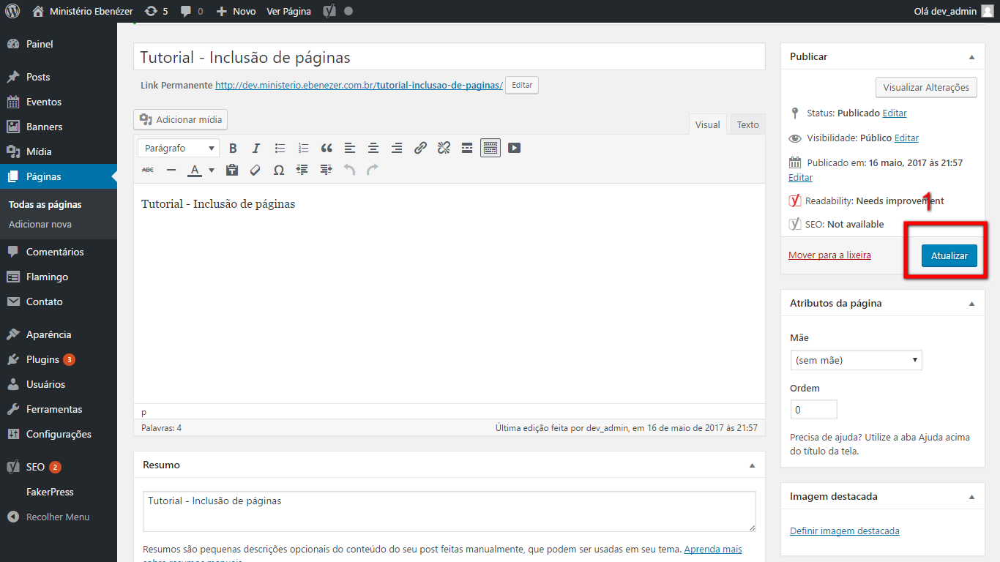 Ministério Ebenézer 5 0 Novo Ver Página Olá dev_admin
Painel
Posts
Eventos
Banners
Mídia
Páginas
Todas as páginas
Adicionar nova
Comentários
Flamingo
Contato
Aparência
Plugins 3
Usuários
Ferramentas
Configurações
SEO 2
FakerPress
Recolher Menu
Tutorial - Inclusão de páginas
Link Permanente http://dev.ministerio.ebenezer.com.br/tutorial-inclusao-de-paginas/ Editar
Adicionar mídia
Visual Texto
Parágrafo B I
ABC A Ω
Tutorial - Inclusão de páginas
p
Palavras: 4 Última edição feita por dev_admin, em 16 de maio de 2017 às 21:57
Resumo
Tutorial - Inclusão de páginas
Resumos são pequenas descrições opcionais do conteúdo do seu post feitas manualmente, que podem ser usadas em seu tema. Aprenda mais
sobre resumos manuais.
Publicar
Visualizar Alterações
Status: Publicado Editar
Visibilidade: Público Editar
Publicado em: 16 maio, 2017 às 21:57
Editar
Readability: Needs improvement
1
SEO: Not available
Mover para a lixeira Atualizar
Atributos da página
Mãe
(sem mãe)
Ordem
0
Precisa de ajuda? Utilize a aba Ajuda acima
do título da tela.
Imagem destacada
Definir imagem destacada